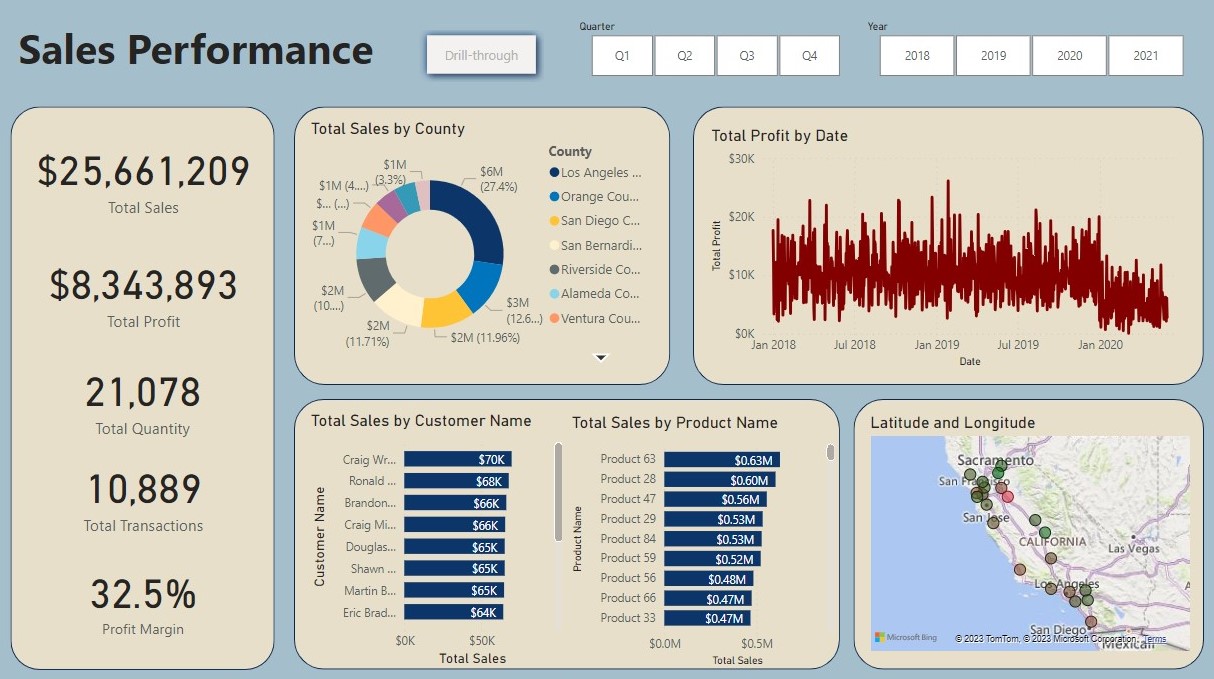 Sales Performance
Drill-through
Quarter
Q1
Q2
Q3
Q4
Year
2018
2019
2020
2021
$25,661,209
Total Sales
$8,343,893
Total Profit
21,078
Total Quantity
10,889
Total Transactions
32.5%
Profit Margin
Total Sales by County
$6M
(27.4%)
$3M
(12.6...)
$2M (11.96%)
$2M
(11.71%)
$2M
(10....)
$1M
(7...)
$... (...)
$1M (4....)
$1M
(3.3%)
County
Los Angeles ...
Orange Cou...
San Diego C...
San Bernardi...
Riverside Co...
Alameda Co...
Ventura Cou...
Total Profit by Date
Total Profit
$30K
$20K
$10K
$0K
Jan 2018
Jul 2018
Jan 2019
Jul 2019
Jan 2020
Date
Total Sales by Customer Name
Customer Name
Craig Wr... $70K
Ronald ... $68K
Brandon... $66K
Craig Mi... $66K
Douglas... $65K
Shawn ... $65K
Martin B... $65K
Eric Brad... $64K
$0K
$50K
Total Sales
Total Sales by Product Name
Product Name
Product 63 $0.63M
Product 28 $0.60M
Product 47 $0.56M
Product 29 $0.53M
Product 84 $0.53M
Product 59 $0.52M
Product 56 $0.48M
Product 66 $0.47M
Product 33 $0.47M
$0.0M
$0.5M
Total Sales
Latitude and Longitude
Sacramento
San Francisco
San Jose
CALIFORNIA
Las Vegas
Los Angeles
San Diego
Mexicali
Microsoft Bing
© 2023 TomTom, © 2023 Microsoft Corporation, Terms